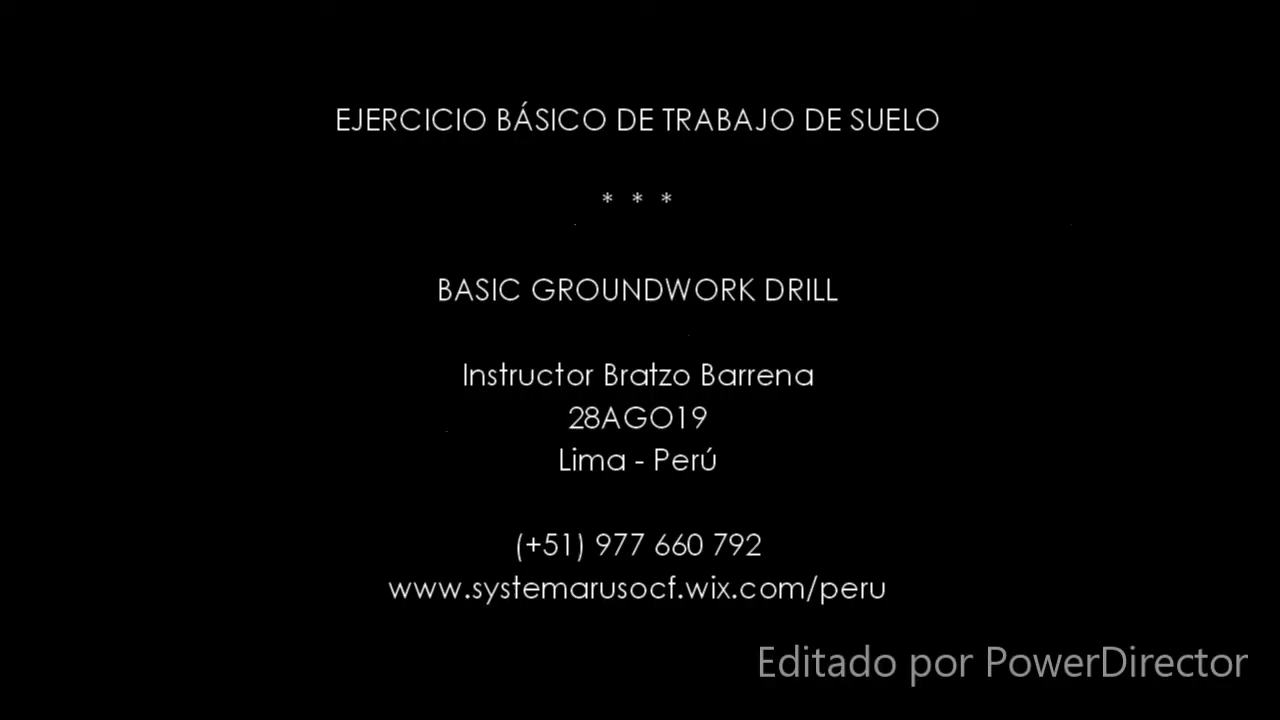 EJERCICIO BÁSICO DE TRABAJO DE SUELO
* * *
BASIC GROUNDWORK DRILL
Instructor Bratzo Barrena
28AGO19
Lima - Perú
(+51) 977 660 792
www.systemarusocf.wix.com/peru
Editado por PowerDirector